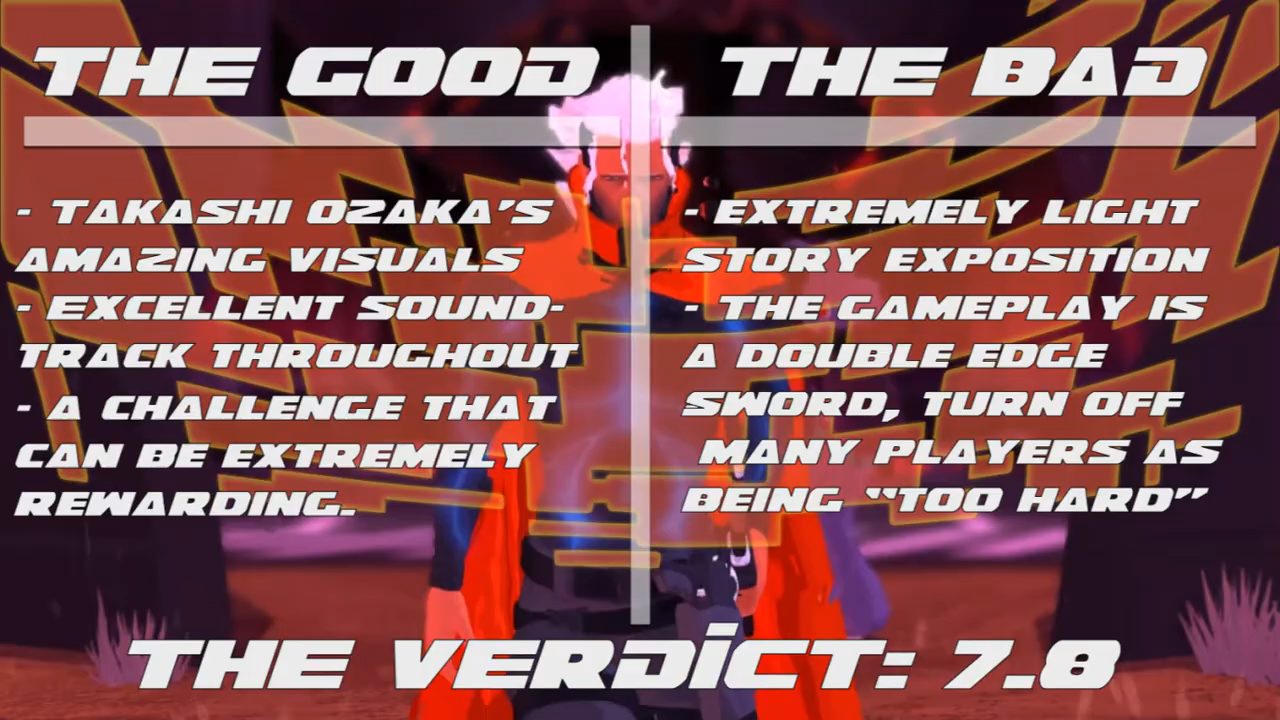 THE GOOD
- TAKASHI OZAKA'S
AMAZING VISUALS
- EXCELLENT SOUND-
TRACK THROUGHOUT
- A CHALLENGE THAT
CAN BE EXTREMELY
REWARDING.
THE BAD
- EXTREMELY LIGHT
STORY EXPOSITION
- THE GAMEPLAY IS
A DOUBLE EDGE
SWORD, TURN OFF
MANY PLAYERS AS
BEING “TOO HARD”
THE VERDICT: 7.8